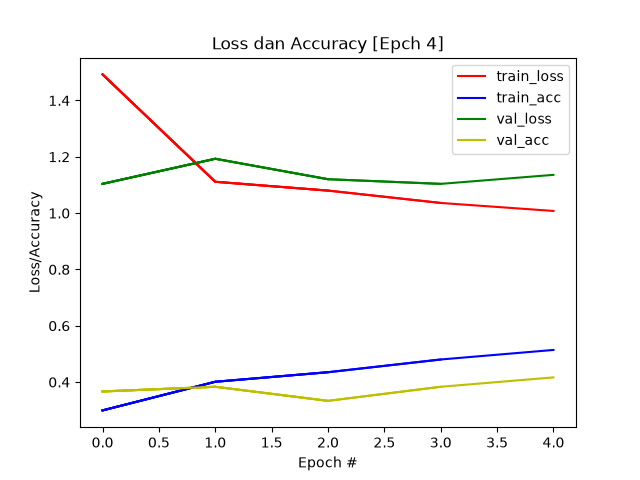 Loss dan Accuracy [Epch 4]
train_loss
train_acc
val_loss
val_acc
1.4
1.2
1.0
0.8
0.6
0.4
Loss/Accuracy
0.0 0.5 1.0 1.5 2.0 2.5 3.0 3.5 4.0
Epoch #